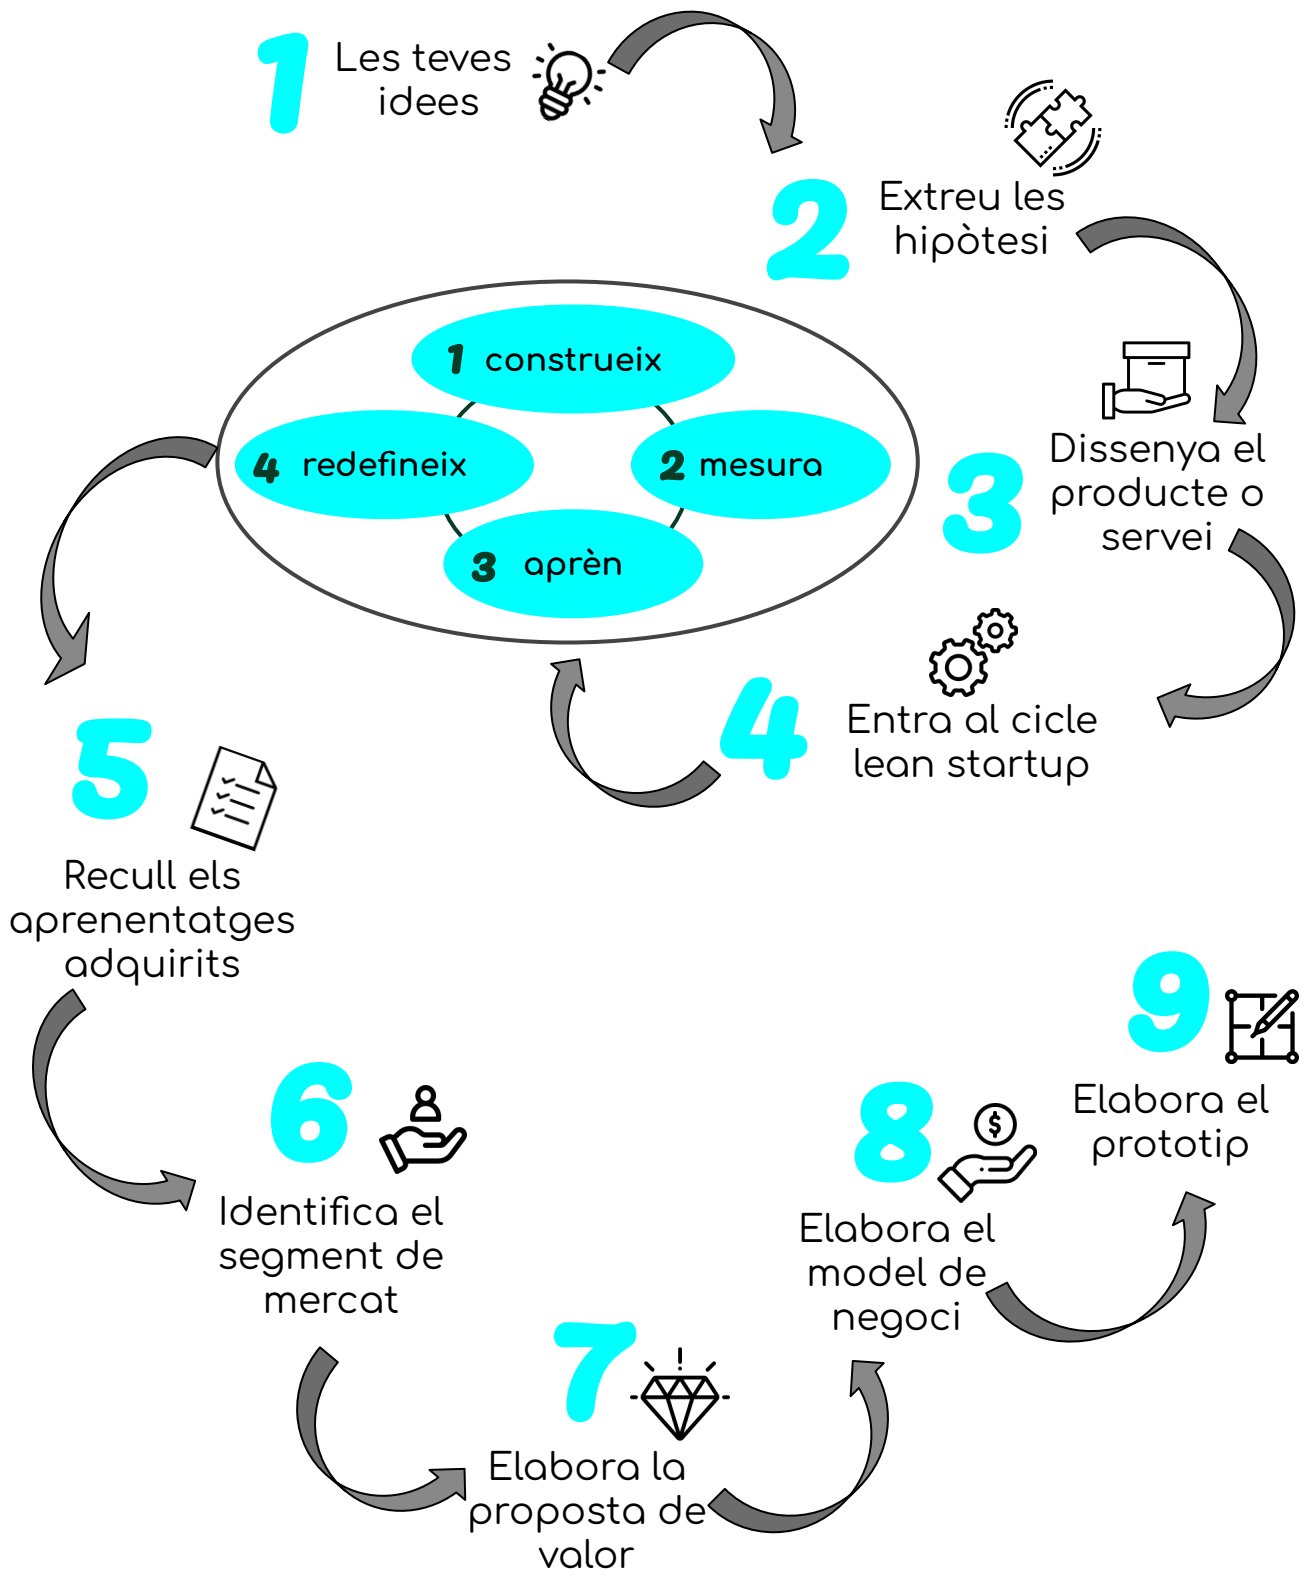 1
Les teves
idees
2
Extreu les
hipòtesi
3
Dissenya el
producte o
servei
4
Entra al cicle
lean startup
1 construeix
2 mesura
3 aprèn
4 redefineix
5
Recull els
aprenentatges
adquirits
6
Identifica el
segment de
mercat
7
Elabora la
proposta de
valor
8
$
Elabora el
model de
negoci
9
Elabora el
prototip